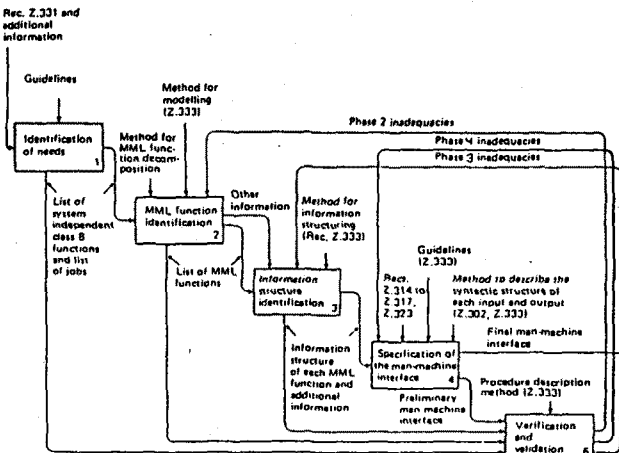 Rec. Z.331 and
additional
information
Guidelines
Identification
of needs
1
Method for
MML func-
tion decom-
position
Method for
modelling
(Z.333)
Phase 2 inadequacies
Phase 4 inadequacies
Phase 3 inadequacies
List of
system
independent
class B
functions
and list
of jobs
MML function
identification
2
Other
information
Method for
information
structuring
(Rec. Z.333)
List of MML
functions
Information
structure
identification
3
Guidelines
(Z.333)
Recs.
Z.314 to
Z.317,
Z.323
Method to describe the
syntactic structure of
each input and output
(Z.302, Z.333)
Final man-machine
interface
Information
structure
of each MML
function and
additional
information
Specification of
the man-machine
interface
4
Preliminary
man machine
interface
Procedure description
method (Z.333)
Verification
and
validation
5